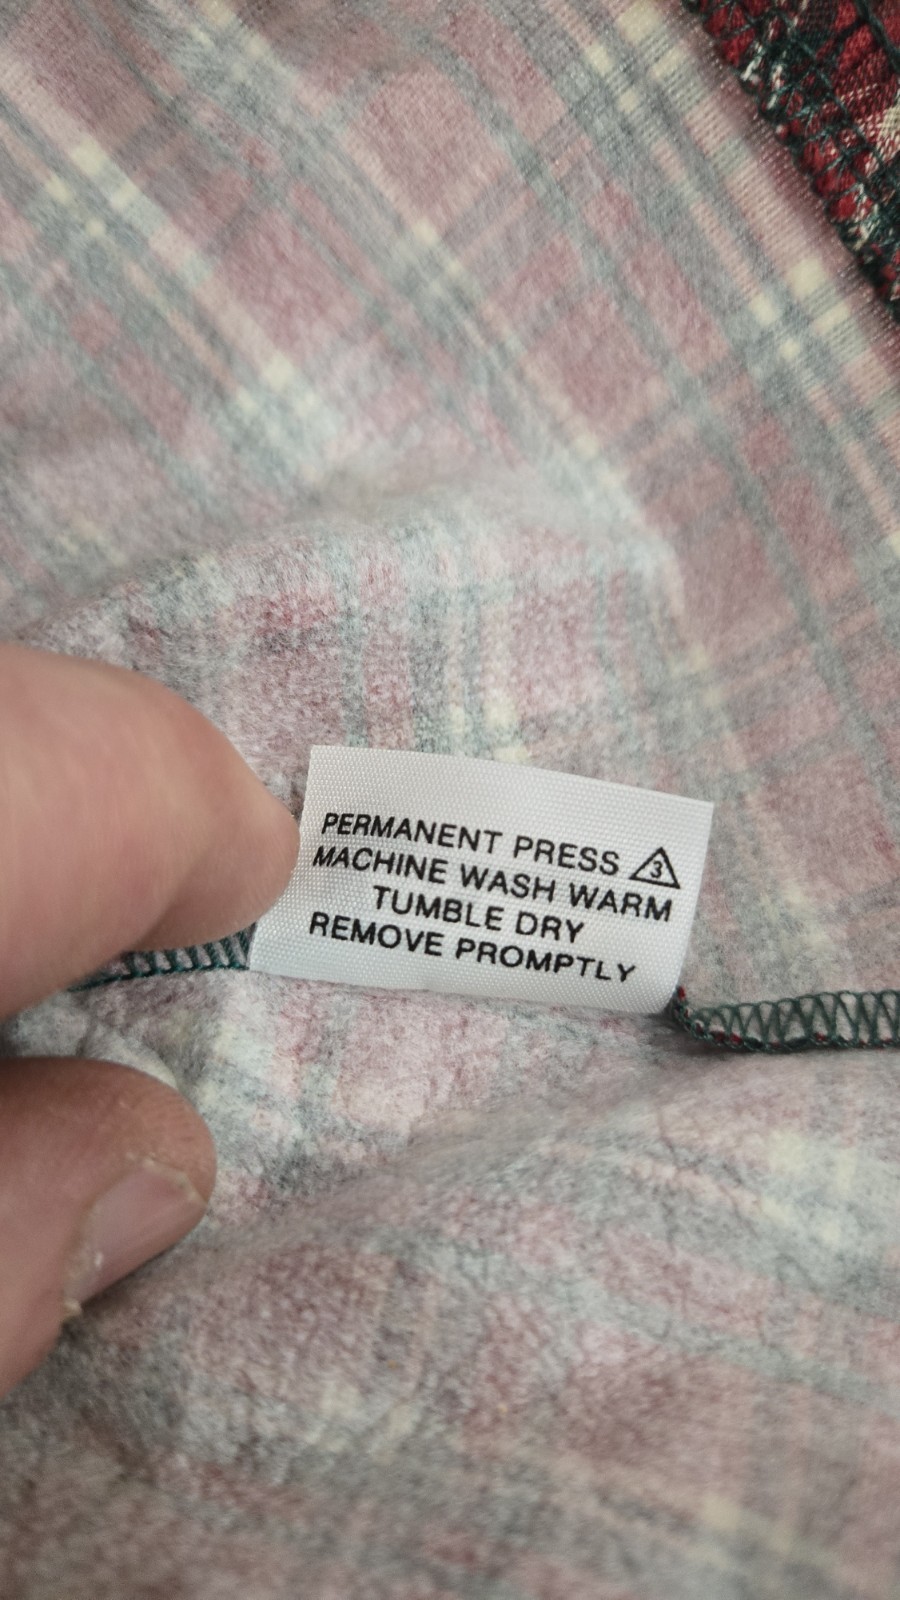 PERMANENT PRESS 3
MACHINE WASH WARM
TUMBLE DRY
REMOVE PROMPTLY